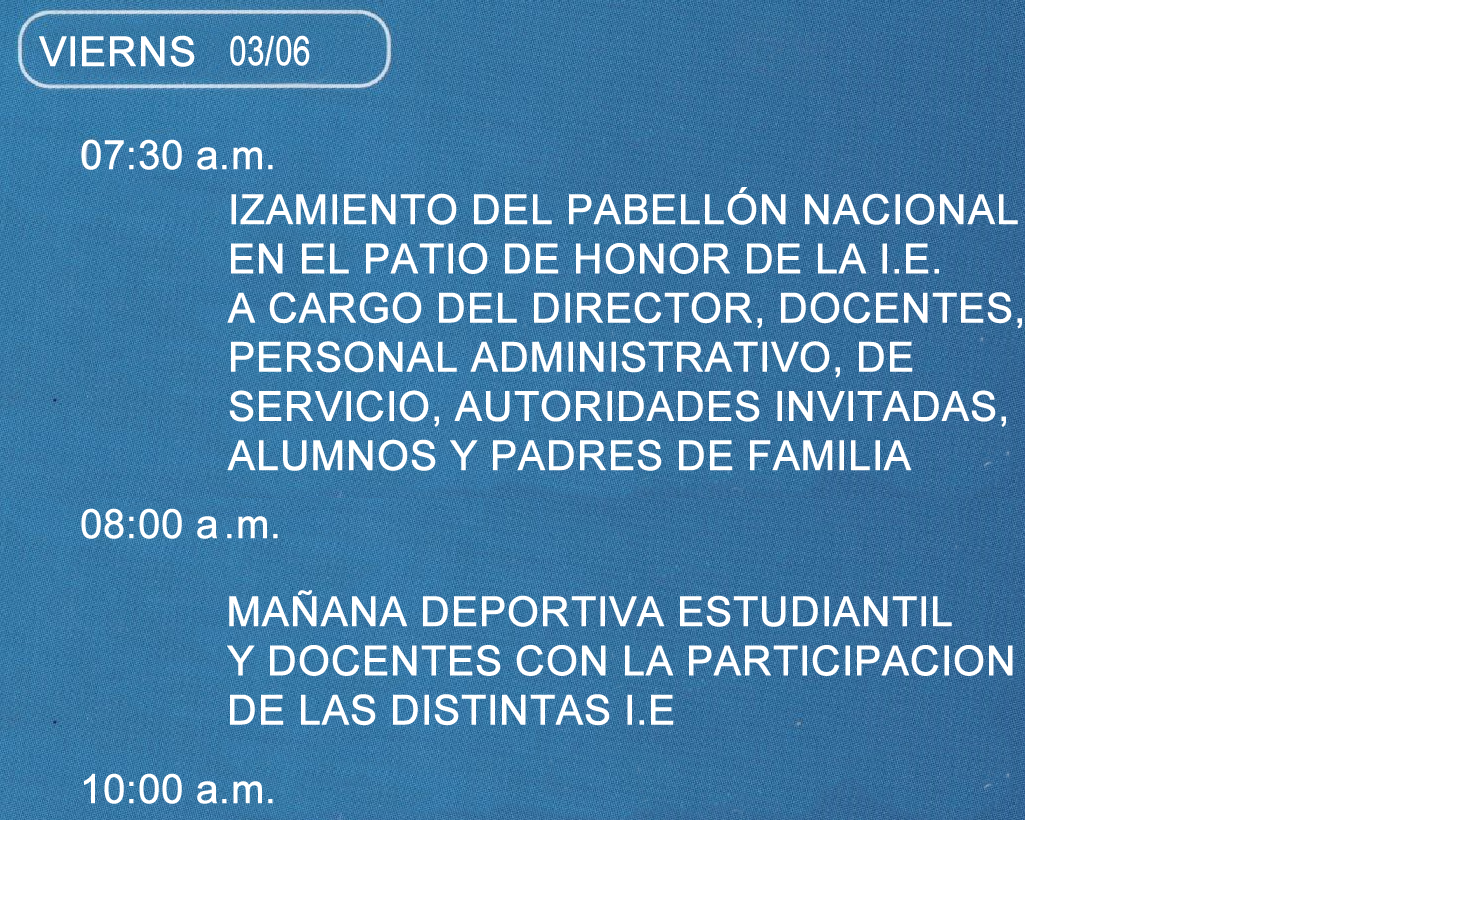 VIERNS 03/06
07:30 a.m.
IZAMIENTO DEL PABELLÓN NACIONAL
EN EL PATIO DE HONOR DE LA I.E.
A CARGO DEL DIRECTOR, DOCENTES,
PERSONAL ADMINISTRATIVO, DE
SERVICIO, AUTORIDADES INVITADAS,
ALUMNOS Y PADRES DE FAMILIA
08:00 a .m.
MAÑANA DEPORTIVA ESTUDIANTIL
Y DOCENTES CON LA PARTICIPACION
DE LAS DISTINTAS I.E
10:00 a.m.